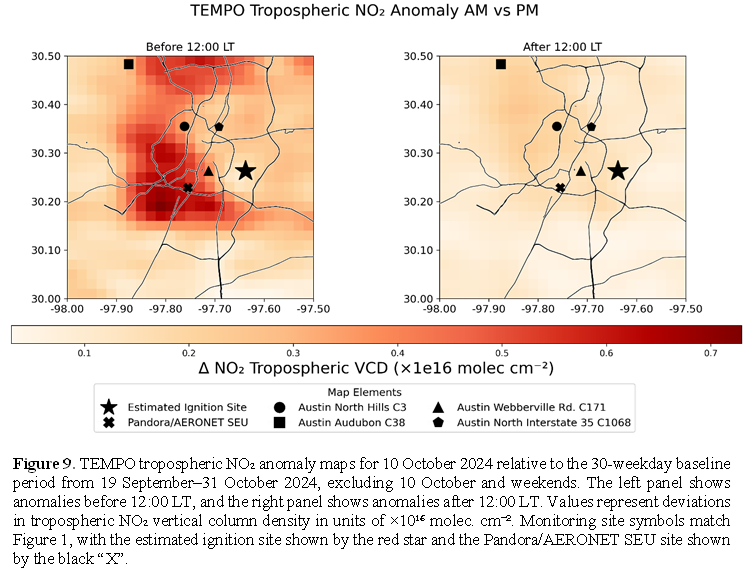 TEMPO Tropospheric NO₂ Anomaly AM vs PM
Before 12:00 LT
After 12:00 LT
30.50
30.40
30.30
30.20
30.10
30.00
-98.00 -97.90 -97.80 -97.70 -97.60 -97.50
30.50
30.40
30.30
30.20
30.10
30.00
-98.00 -97.90 -97.80 -97.70 -97.60 -97.50
0.1 0.2 0.3 0.4 0.5 0.6 0.7
Δ NO₂ Tropospheric VCD (×1e16 molec cm⁻²)
Map Elements
Estimated Ignition Site
Austin North Hills C3
Austin Webberville Rd. C171
Pandora/AERONET SEU
Austin Audubon C38
Austin North Interstate 35 C1068
Figure 9. TEMPO tropospheric NO₂ anomaly maps for 10 October 2024 relative to the 30-weekday baseline
period from 19 September–31 October 2024, excluding 10 October and weekends. The left panel shows
anomalies before 12:00 LT, and the right panel shows anomalies after 12:00 LT. Values represent deviations
in tropospheric NO₂ vertical column density in units of ×10¹⁶ molec. cm⁻². Monitoring site symbols match
Figure 1, with the estimated ignition site shown by the red star and the Pandora/AERONET SEU site shown
by the black “X”.